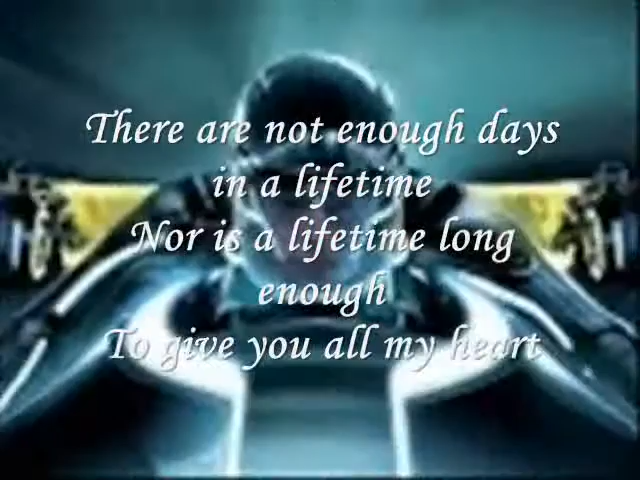 There are not enough days
in a lifetime
Nor is a lifetime long
enough
To give you all my heart